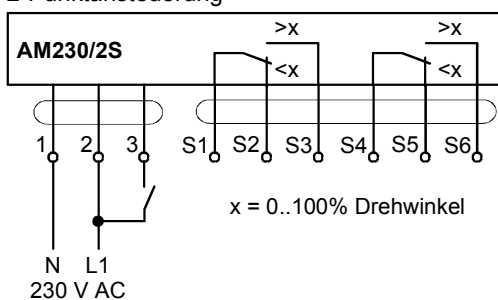 2-Punktansteuerung
AM230/2S
>x
<x
>x
<x
1 2 3 S1 S2 S3 S4 S5 S6
x = 0..100% Drehwinkel
N L1
230 V AC